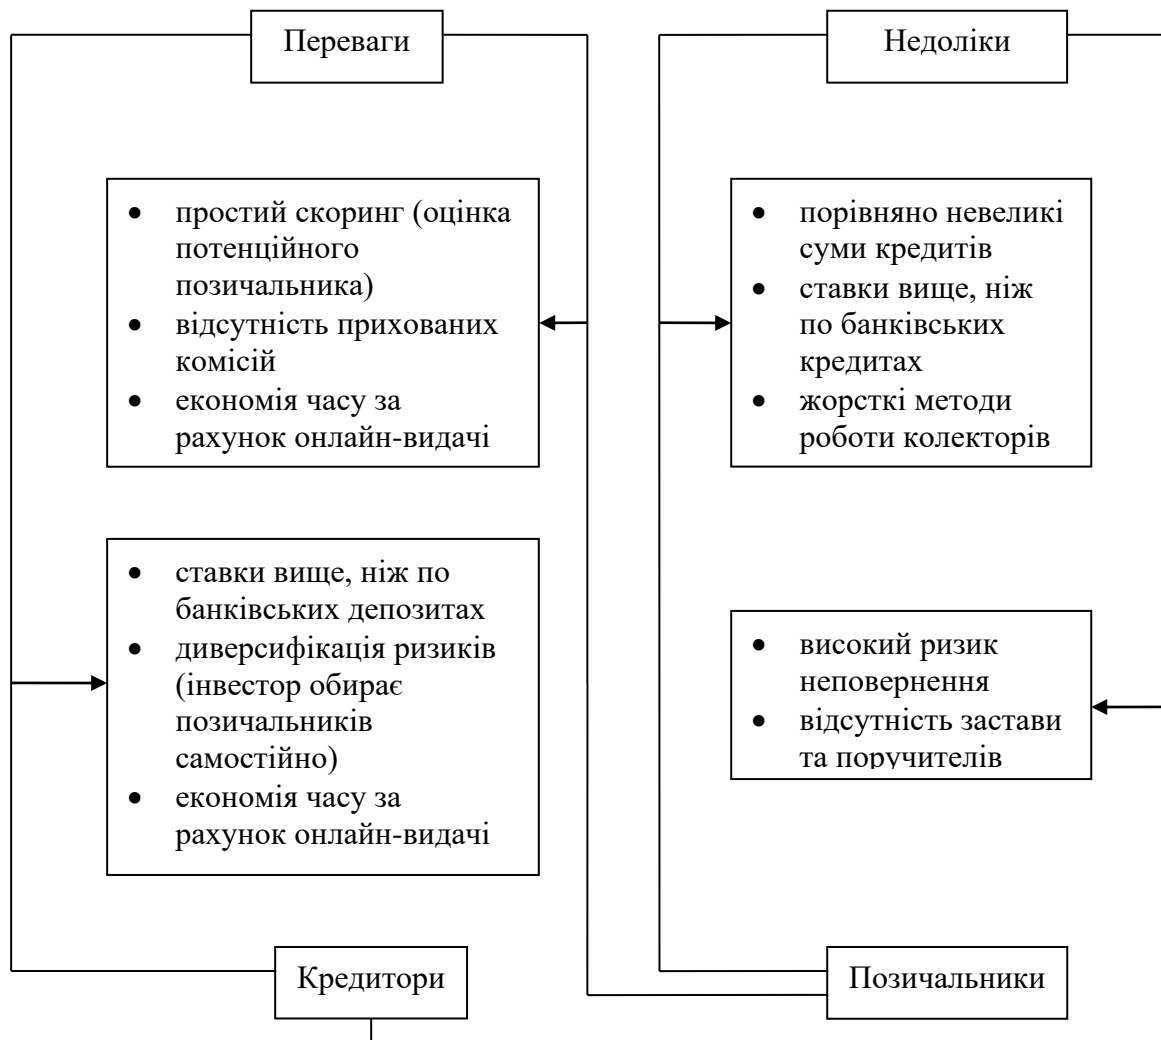 Переваги
Недоліки
• простий скоринг (оцінка
потенційного
позичальника)
• відсутність прихованих
комісій
• економія часу за
рахунок онлайн-видачі
• порівняно невеликі
суми кредитів
• ставки вище, ніж
по банківських
кредитах
• жорсткі методи
роботи колекторів
• ставки вище, ніж по
банківських депозитах
• диверсифікація ризиків
(інвестор обирає
позичальників
самостійно)
• економія часу за
рахунок онлайн-видачі
• високий ризик
неповернення
• відсутність застави
та поручителів
Кредитори
Позичальники